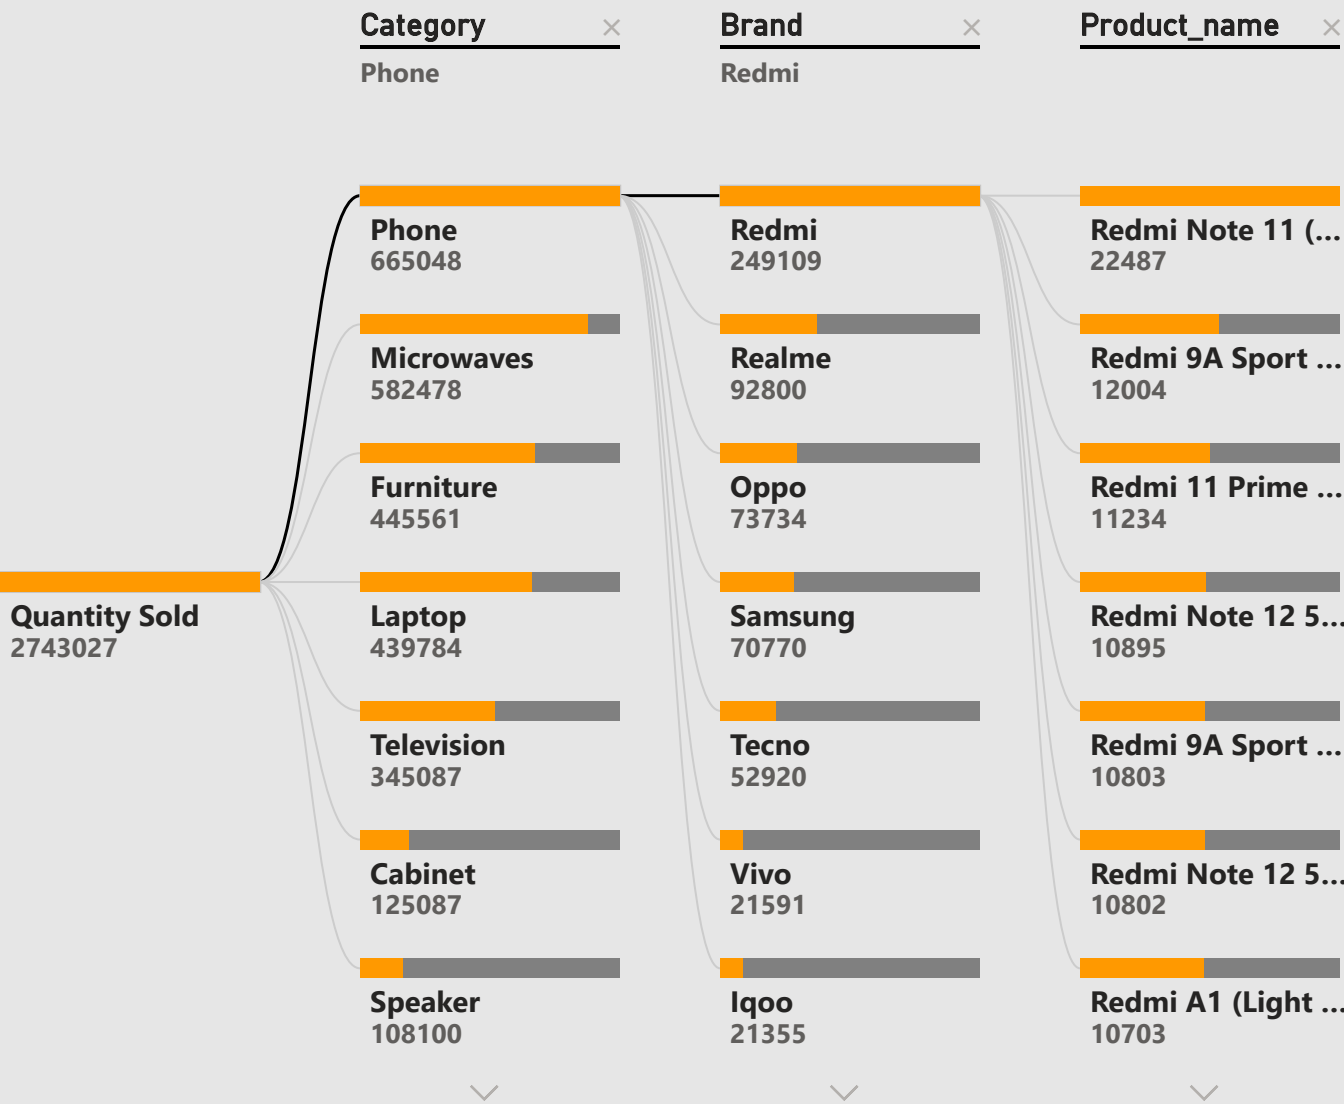 Category
Phone
Brand
Redmi
Product_name
Quantity Sold
2743027
Phone
665048
Microwaves
582478
Furniture
445561
Laptop
439784
Television
345087
Cabinet
125087
Speaker
108100
Redmi
249109
Realme
92800
Oppo
73734
Samsung
70770
Tecno
52920
Vivo
21591
Iqoo
21355
Redmi Note 11 (...
22487
Redmi 9A Sport ...
12004
Redmi 11 Prime ...
11234
Redmi Note 12 5...
10895
Redmi 9A Sport ...
10803
Redmi Note 12 5...
10802
Redmi A1 (Light ...
10703